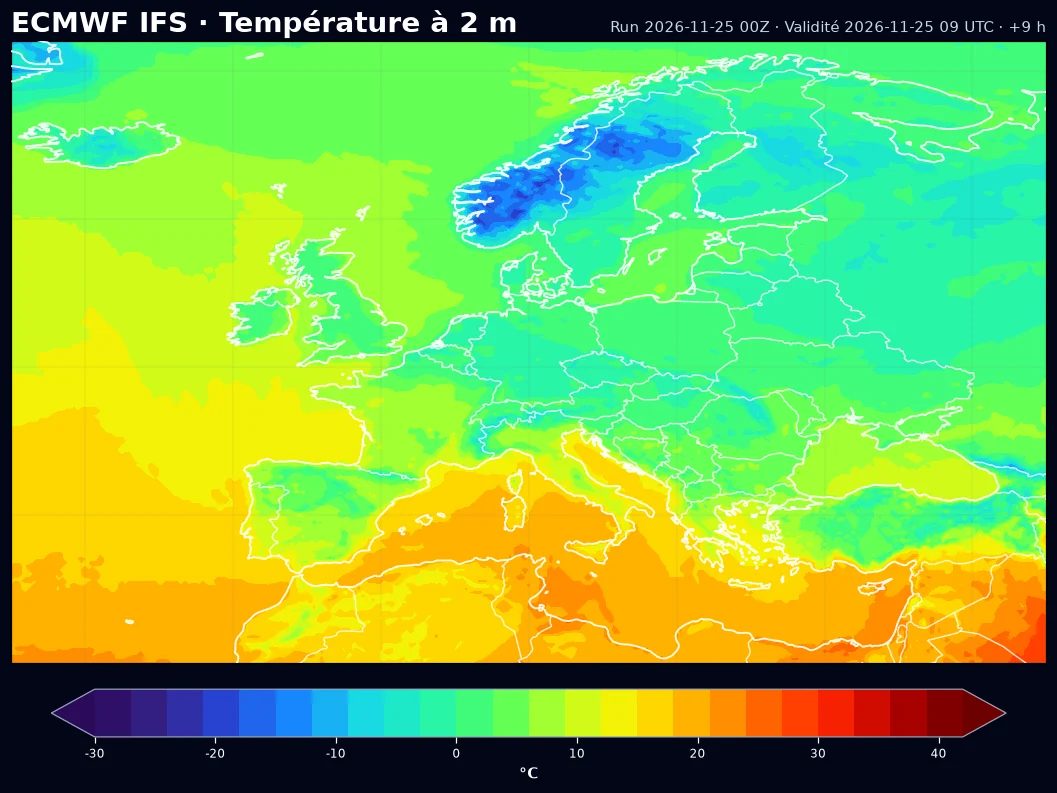 ECMWF IFS · Température à 2 m
Run 2026-11-25 00Z · Validité 2026-11-25 09 UTC · +9 h
-30 -20 -10 0 10 20 30 40
°C